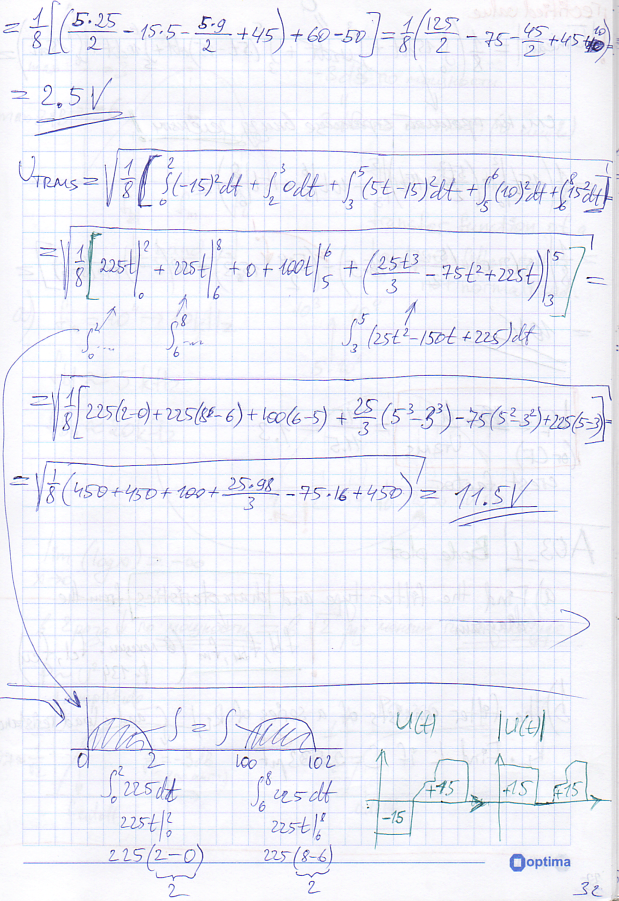 = 1/8 [(5·25/2 - 15·5 - 5·9/2 + 45) + 60 - 50] = 1/8 (125/2 - 75 - 45/2 + 45 + 10) =
= 2.5 V
U_TRMS = √(1/8 [∫₀² (-15)² dt + ∫₂³ 0 dt + ∫₃⁵ (5t-15)² dt + ∫₅⁶ (10)² dt + ∫₆⁸ 15² dt]) =
= √(1/8 [225t|₀² + 225t|₆⁸ + 0 + 100t|₅⁶ + (25t³/3 - 75t² + 225t)|₃⁵]) =
∫₀² ... ∫₆⁸ ... ∫₃⁵ (25t² - 150t + 225) dt
= √(1/8 [225(2-0) + 225(8-6) + 100(6-5) + 25/3 (5³ - 3³) - 75(5² - 3²) + 225(5-3)]) =
= √(1/8 (450 + 450 + 100 + 25·98/3 - 75·16 + 450)) = 11.5 V
∫ = ∫ U(t) |U(t)|
0 2 100 102
+15 +15 +15
-15
∫₀² 225 dt ∫₆⁸ 225 dt
225t|₀² 225t|₆⁸
225(2-0) 225(8-6)
2 2
optima
32